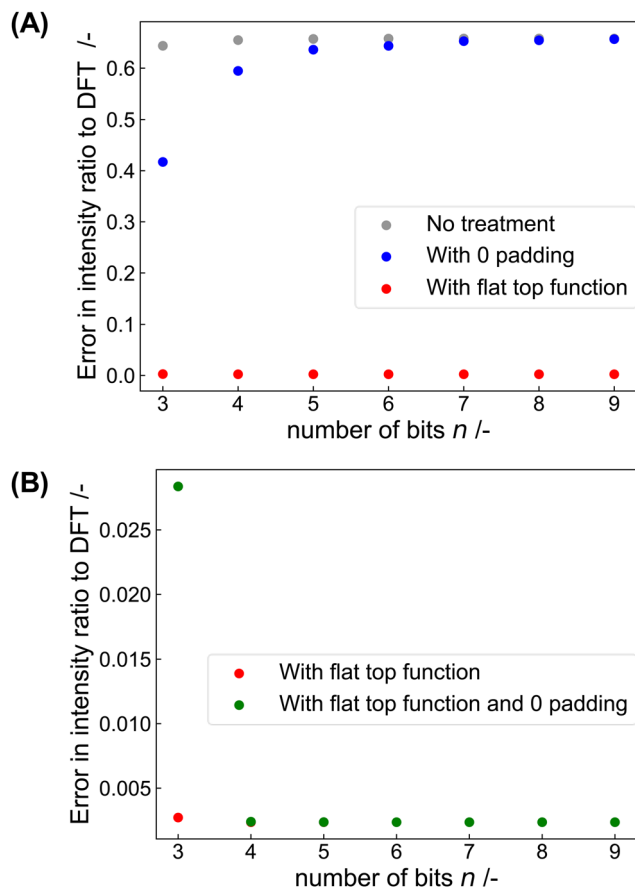 (A)
Error in intensity ratio to DFT /-
0.6
0.5
0.4
0.3
0.2
0.1
0.0
No treatment
With 0 padding
With flat top function
3 4 5 6 7 8 9
number of bits n /-
(B)
Error in intensity ratio to DFT /-
0.025
0.020
0.015
0.010
0.005
With flat top function
With flat top function and 0 padding
3 4 5 6 7 8 9
number of bits n /-